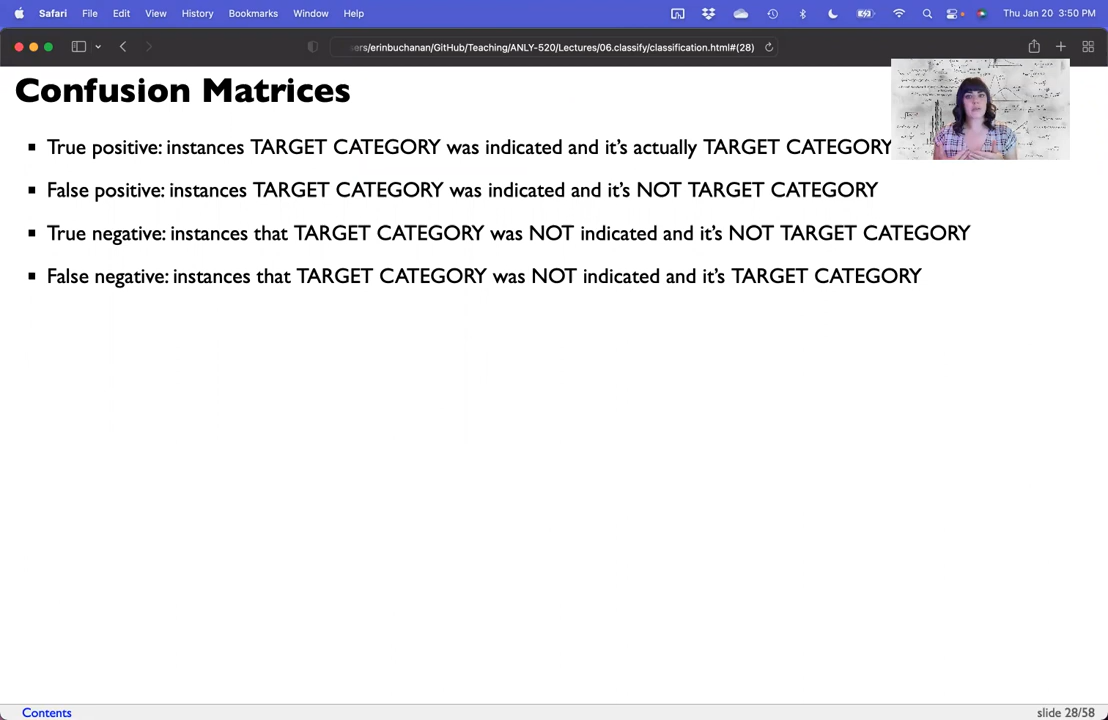 Safari File Edit View History Bookmarks Window Help Thu Jan 20 3:50 PM
sers/erinbuchanan/GitHub/Teaching/ANLY-520/Lectures/06.classify/classification.html#(28)
Confusion Matrices
▪ True positive: instances TARGET CATEGORY was indicated and it's actually TARGET CATEGORY
▪ False positive: instances TARGET CATEGORY was indicated and it's NOT TARGET CATEGORY
▪ True negative: instances that TARGET CATEGORY was NOT indicated and it's NOT TARGET CATEGORY
▪ False negative: instances that TARGET CATEGORY was NOT indicated and it's TARGET CATEGORY
Contents slide 28/58